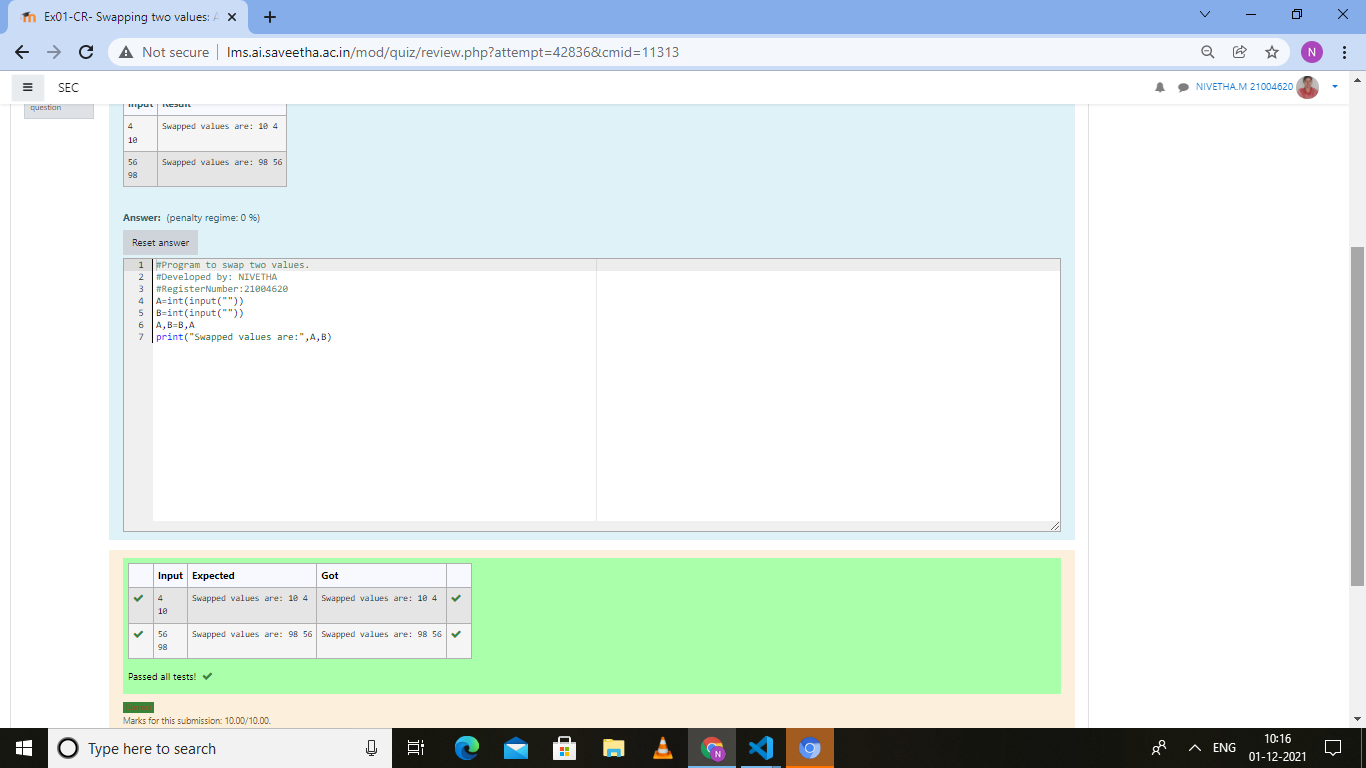 Ex01-CR- Swapping two values:
Not secure
lms.ai.saveetha.ac.in/mod/quiz/review.php?attempt=42836&cmid=11313
N
SEC
NIVETHA.M 21004620
question
Input Result
4 Swapped values are: 10 4
10
56 Swapped values are: 98 56
98
Answer: (penalty regime: 0 %)
Reset answer
1 #Program to swap two values.
2 #Developed by: NIVETHA
3 #RegisterNumber:21004620
4 A=int(input(""))
5 B=int(input(""))
6 A,B=B,A
7 print("Swapped values are:",A,B)
Input Expected Got
4 Swapped values are: 10 4 Swapped values are: 10 4
10
56 Swapped values are: 98 56 Swapped values are: 98 56
98
Passed all tests!
Marks for this submission: 10.00/10.00.
Type here to search
N
ENG
10:16
01-12-2021